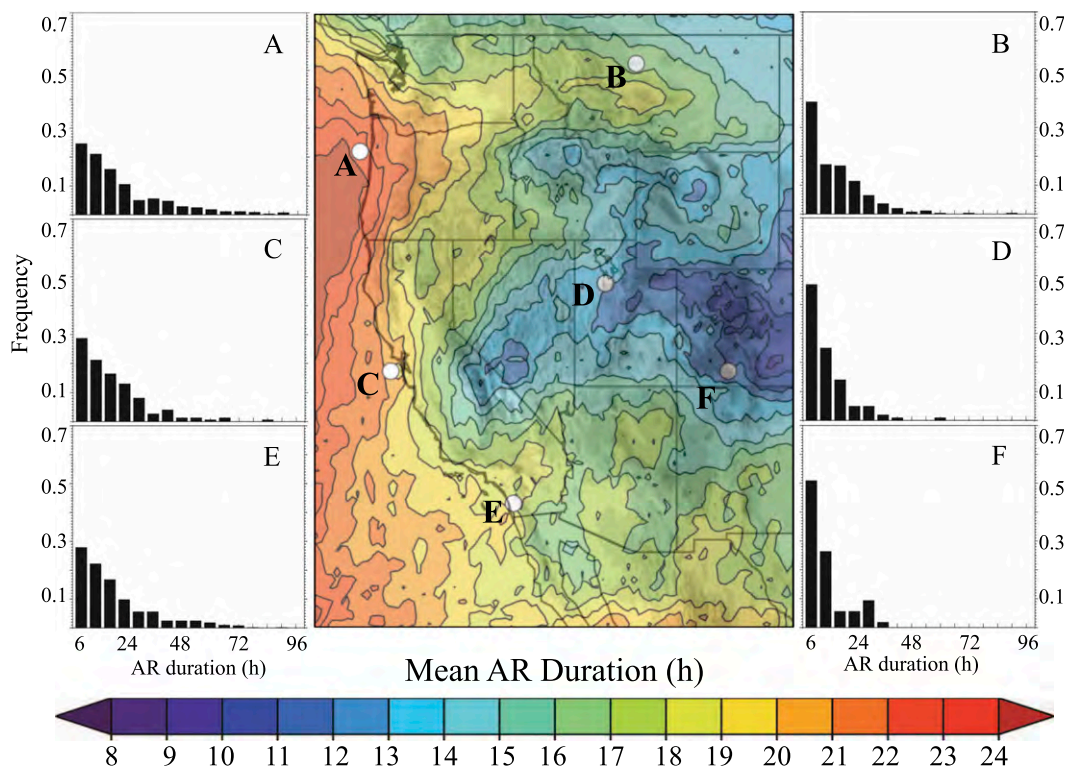 0.7 0.5 0.3 0.1 A
0.7 0.5 0.3 0.1 C
0.7 0.5 0.3 0.1 E
Frequency
6 24 48 72 96
AR duration (h)
A
B
C
D
E
F
B 0.7 0.5 0.3 0.1
D 0.7 0.5 0.3 0.1
F 0.7 0.5 0.3 0.1
6 24 48 72 96
AR duration (h)
Mean AR Duration (h)
8 9 10 11 12 13 14 15 16 17 18 19 20 21 22 23 24